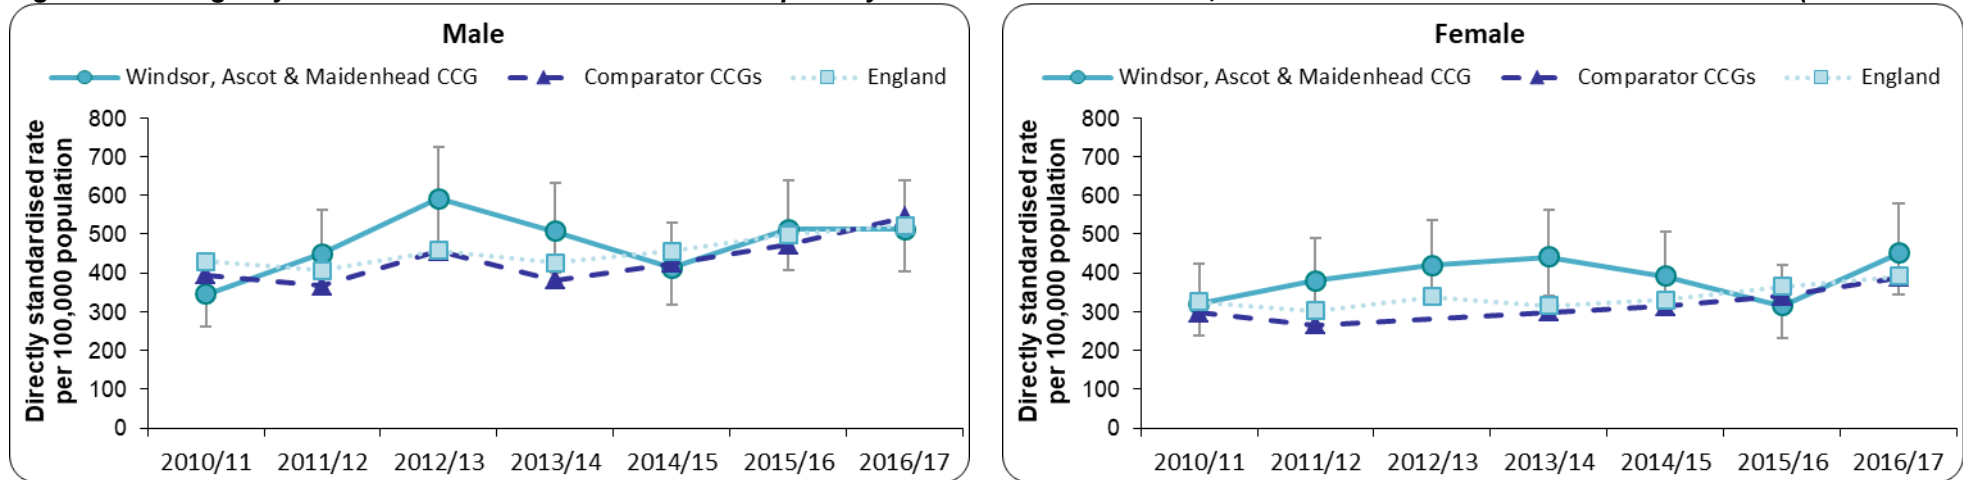 Male
Windsor, Ascot & Maidenhead CCG
Comparator CCGs
England
Directly standardised rate
per 100,000 population
800
700
600
500
400
300
200
100
0
2010/11 2011/12 2012/13 2013/14 2014/15 2015/16 2016/17
Female
Windsor, Ascot & Maidenhead CCG
Comparator CCGs
England
Directly standardised rate
per 100,000 population
800
700
600
500
400
300
200
100
0
2010/11 2011/12 2012/13 2013/14 2014/15 2015/16 2016/17